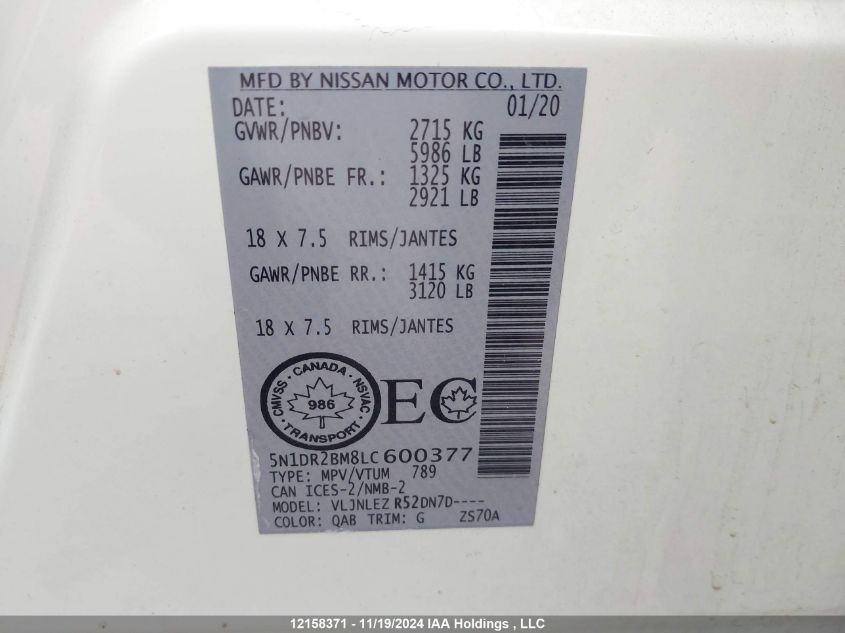 MFD BY NISSAN MOTOR CO., LTD.
DATE: 01/20
GVWR/PNBV: 2715 KG
5986 LB
GAWR/PNBE FR.: 1325 KG
2921 LB
18 X 7.5 RIMS/JANTES
GAWR/PNBE RR.: 1415 KG
3120 LB
18 X 7.5 RIMS/JANTES
CMVSS · CANADA · NSVAC · TRANSPORT ·
986
EC
5N1DR2BM8LC600377
TYPE: MPV/VTUM 789
CAN ICES-2/NMB-2
MODEL: VLJNLEZ R52DN7D----
COLOR: QAB TRIM: G ZS70A
12158371 - 11/19/2024 IAA Holdings , LLC